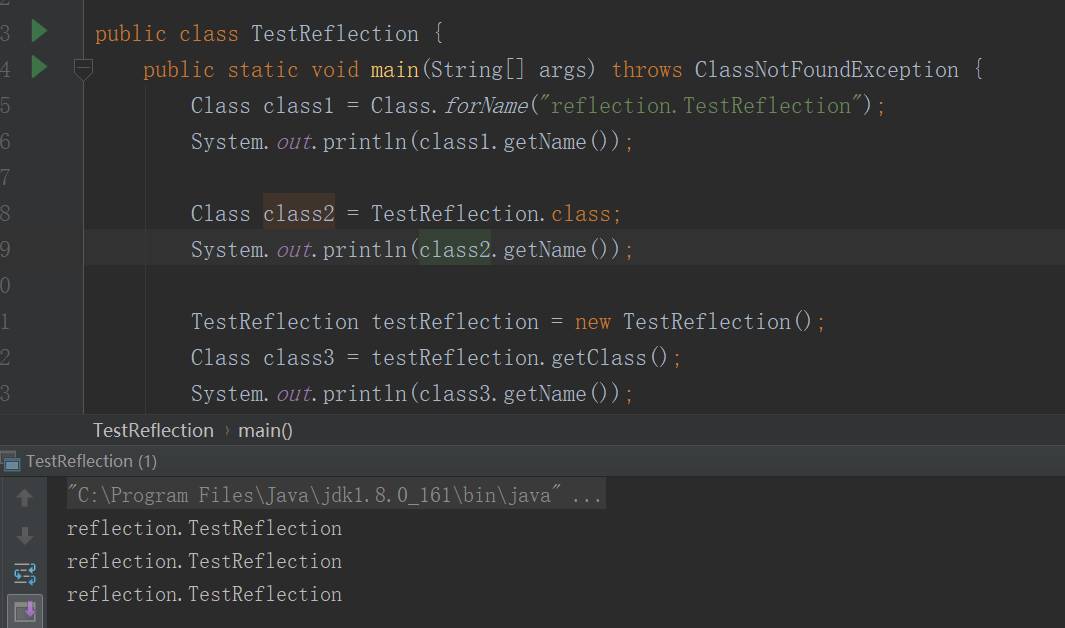 3 public class TestReflection {
4 public static void main(String[] args) throws ClassNotFoundException {
5 Class class1 = Class.forName("reflection.TestReflection");
6 System.out.println(class1.getName());
7
8 Class class2 = TestReflection.class;
9 System.out.println(class2.getName());
0
1 TestReflection testReflection = new TestReflection();
2 Class class3 = testReflection.getClass();
3 System.out.println(class3.getName());
TestReflection › main()
TestReflection (1)
"C:\Program Files\Java\jdk1.8.0_161\bin\java" ...
reflection.TestReflection
reflection.TestReflection
reflection.TestReflection